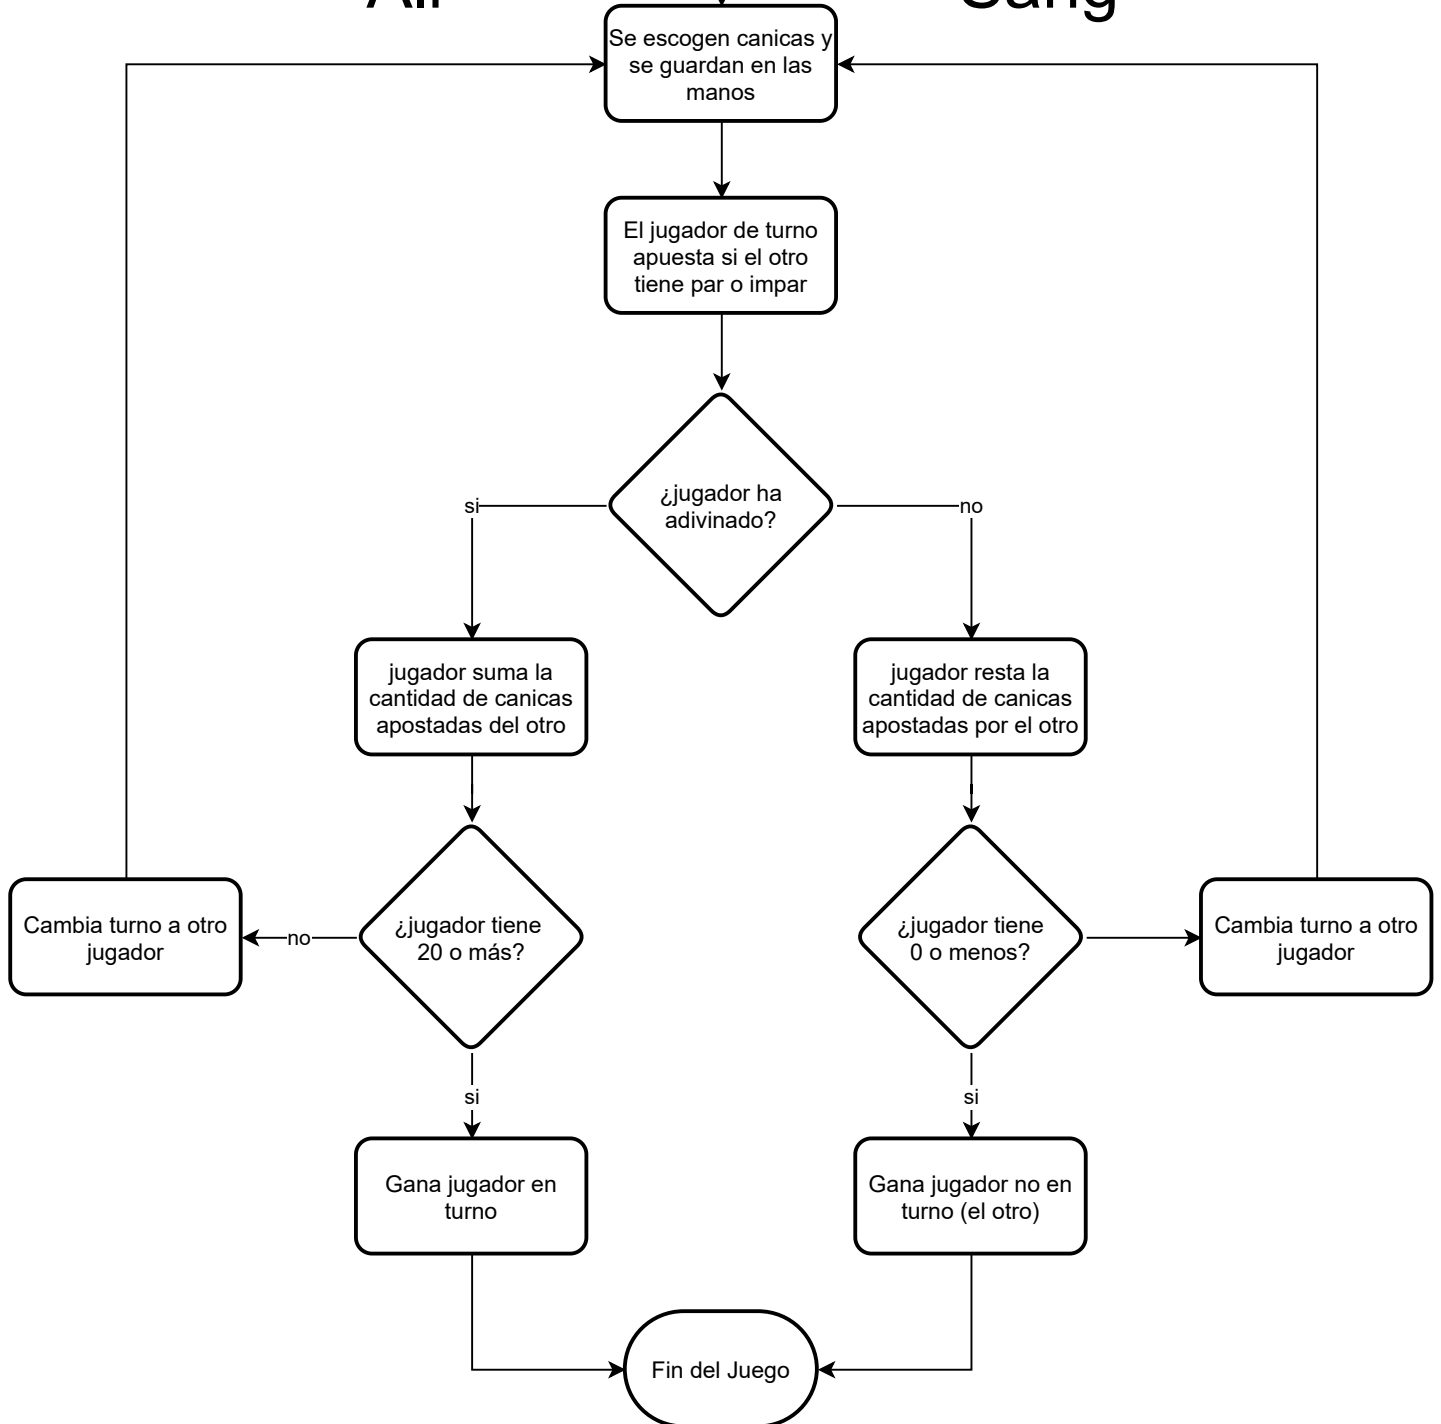 Se escogen canicas y
se guardan en las
manos
El jugador de turno
apuesta si el otro
tiene par o impar
¿jugador ha
adivinado?
si
no
jugador suma la
cantidad de canicas
apostadas del otro
jugador resta la
cantidad de canicas
apostadas por el otro
Cambia turno a otro
jugador
no
¿jugador tiene
20 o más?
¿jugador tiene
0 o menos?
Cambia turno a otro
jugador
si
si
Gana jugador en
turno
Gana jugador no en
turno (el otro)
Fin del Juego